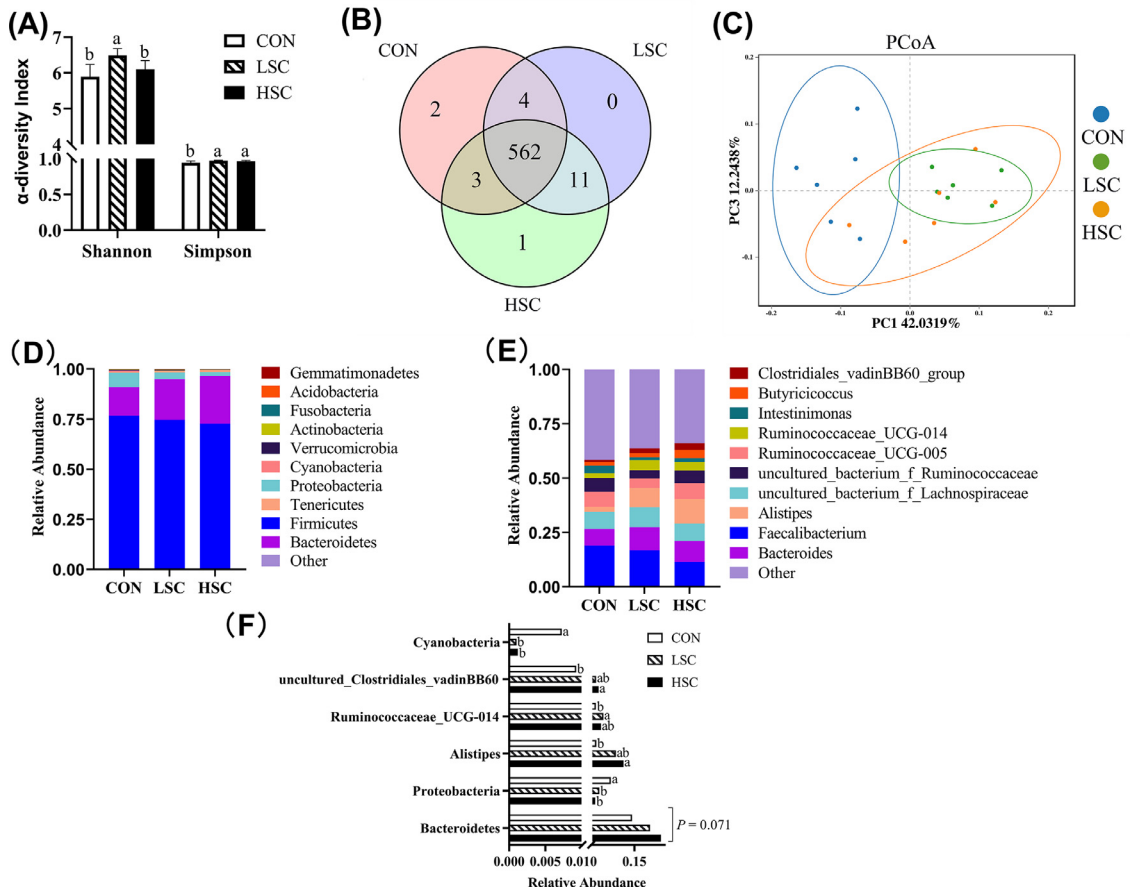 (A)
α-diversity Index
7
6
5
4
1.0
0.5
0.0
b
a
b
b
a
a
Shannon
Simpson
CON
LSC
HSC
(B)
CON
LSC
2
4
0
562
3
11
1
HSC
(C)
PCoA
PC3 12.2438%
0.2
0.1
0.0
-0.1
-0.2
-0.1
0.0
0.1
0.2
PC1 42.0319%
CON
LSC
HSC
(D)
Relative Abundance
1.00
0.75
0.50
0.25
0.00
CON
LSC
HSC
Gemmatimonadetes
Acidobacteria
Fusobacteria
Actinobacteria
Verrucomicrobia
Cyanobacteria
Proteobacteria
Tenericutes
Firmicutes
Bacteroidetes
Other
(E)
Relative Abundance
1.00
0.75
0.50
0.25
0.00
CON
LSC
HSC
Clostridiales_vadinBB60_group
Butyricicoccus
Intestinimonas
Ruminococcaceae_UCG-014
Ruminococcaceae_UCG-005
uncultured_bacterium_f_Ruminococcaceae
uncultured_bacterium_f_Lachnospiraceae
Alistipes
Faecalibacterium
Bacteroides
Other
(F)
Cyanobacteria
a
b
b
uncultured_Clostridiales_vadinBB60
b
ab
a
Ruminococcaceae_UCG-014
b
a
ab
Alistipes
b
ab
a
Proteobacteria
a
b
b
Bacteroidetes
P = 0.071
CON
LSC
HSC
0.000
0.005
0.010
0.15
Relative Abundance